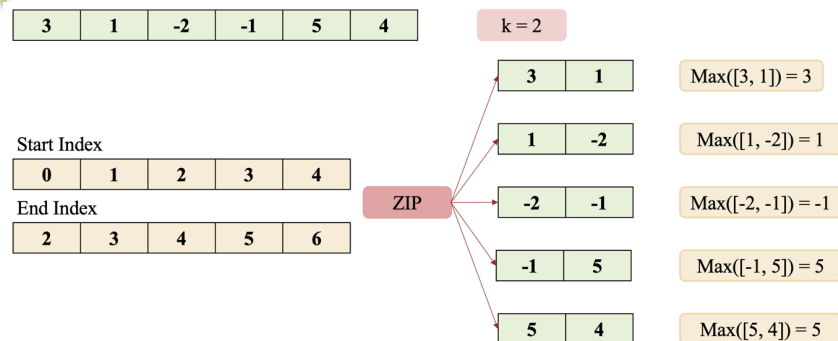 3 1 -2 -1 5 4
k = 2
3 1
Max([3, 1]) = 3
1 -2
Max([1, -2]) = 1
Start Index
0 1 2 3 4
ZIP
-2 -1
Max([-2, -1]) = -1
End Index
2 3 4 5 6
-1 5
Max([-1, 5]) = 5
5 4
Max([5, 4]) = 5